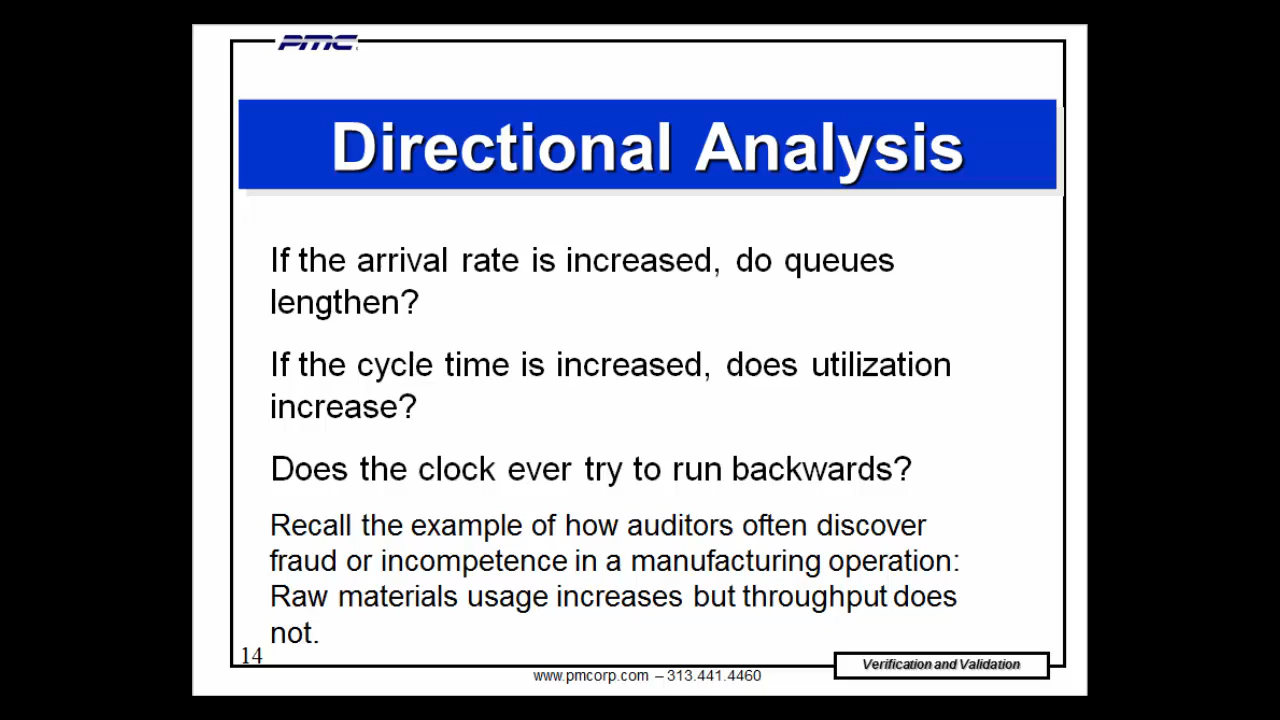 PMC
Directional Analysis
If the arrival rate is increased, do queues
lengthen?
If the cycle time is increased, does utilization
increase?
Does the clock ever try to run backwards?
Recall the example of how auditors often discover
fraud or incompetence in a manufacturing operation:
Raw materials usage increases but throughput does
not.
14
Verification and Validation
www.pmcorp.com – 313.441.4460